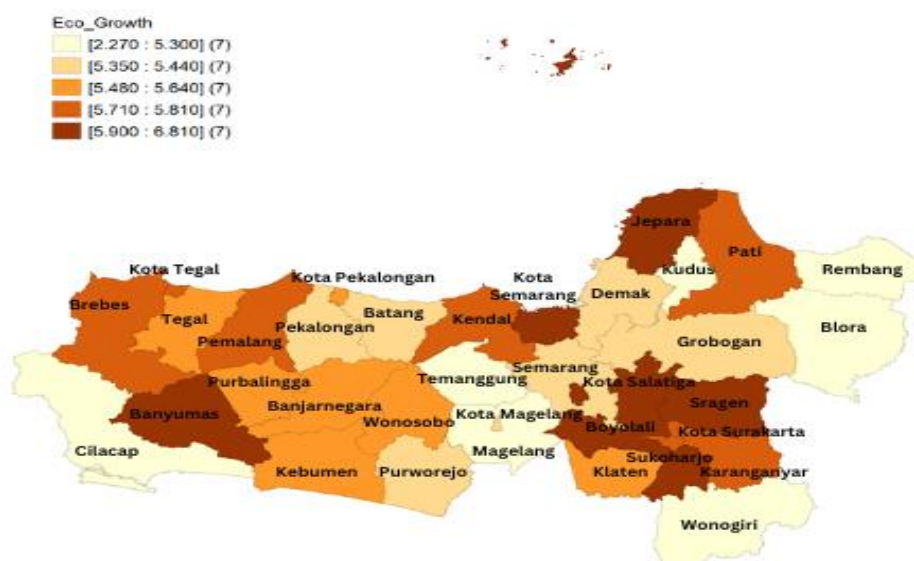 Eco_Growth
[2.270 : 5.300] (7)
[5.350 : 5.440] (7)
[5.480 : 5.640] (7)
[5.710 : 5.810] (7)
[5.900 : 6.810] (7)
Jepara
Pati
Kota Tegal
Kota Pekalongan
Kota
Semarang
Kudus
Rembang
Brebes
Tegal
Pemalang
Pekalongan
Batang
Kendal
Demak
Blora
Grobogan
Purbalingga
Temanggung
Semarang
Kota Salatiga
Banyumas
Banjarnegara
Wonosobo
Kota Magelang
Boyolali
Sragen
Kota Surakarta
Cilacap
Kebumen
Purworejo
Magelang
Klaten
Sukoharjo
Karanganyar
Wonogiri